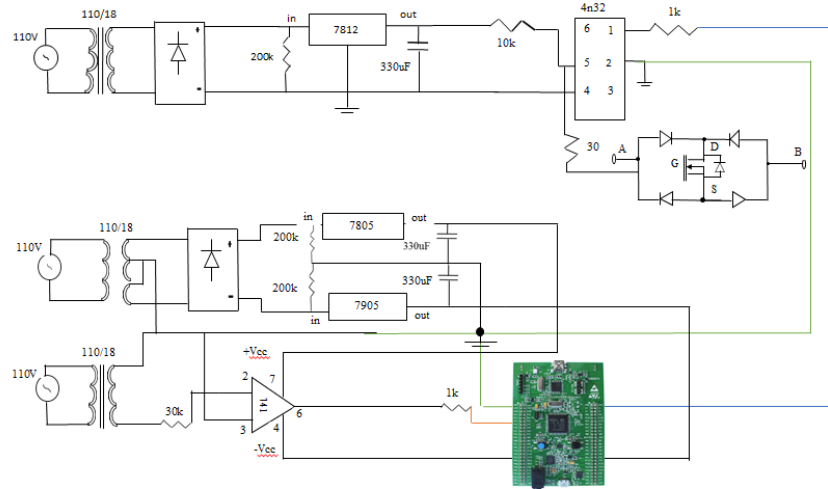 110/18
110V
in
7812
out
200k
330uF
10k
4n32
6 1
5 2
4 3
1k
30
A
D
G
S
B
110/18
110V
in
7805
out
200k
330uF
200k
330uF
7905
in
out
110/18
110V
+Vcc
30k
2
7
141
6
3
4
-Vcc
1k